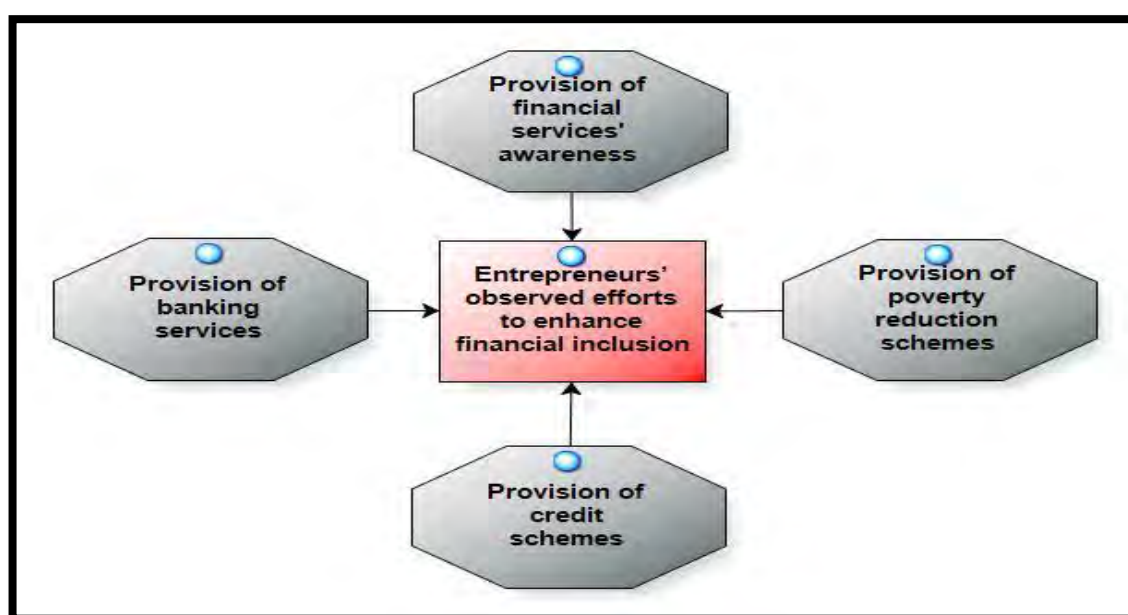 Provision of
financial
services'
awareness
Provision of
banking
services
Entrepreneurs’
observed efforts
to enhance
financial inclusion
Provision of
poverty
reduction
schemes
Provision of
credit
schemes